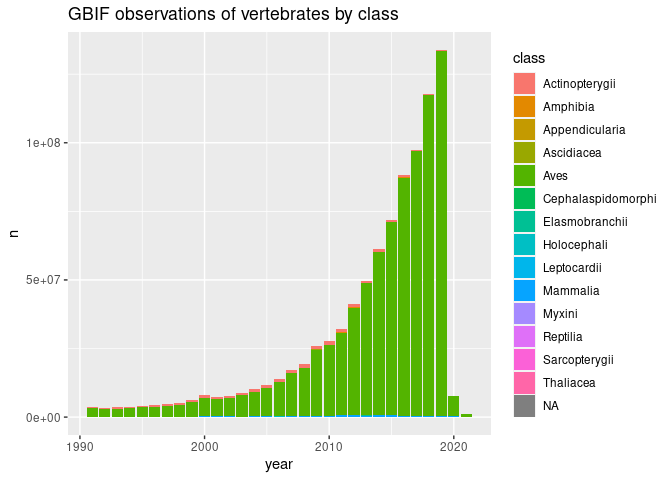 GBIF observations of vertebrates by class
1e+08
5e+07
0e+00
n
1990
2000
2010
2020
year
class
Actinopterygii
Amphibia
Appendicularia
Ascidiacea
Aves
Cephalaspidomorphi
Elasmobranchii
Holocephali
Leptocardii
Mammalia
Myxini
Reptilia
Sarcopterygii
Thaliacea
NA